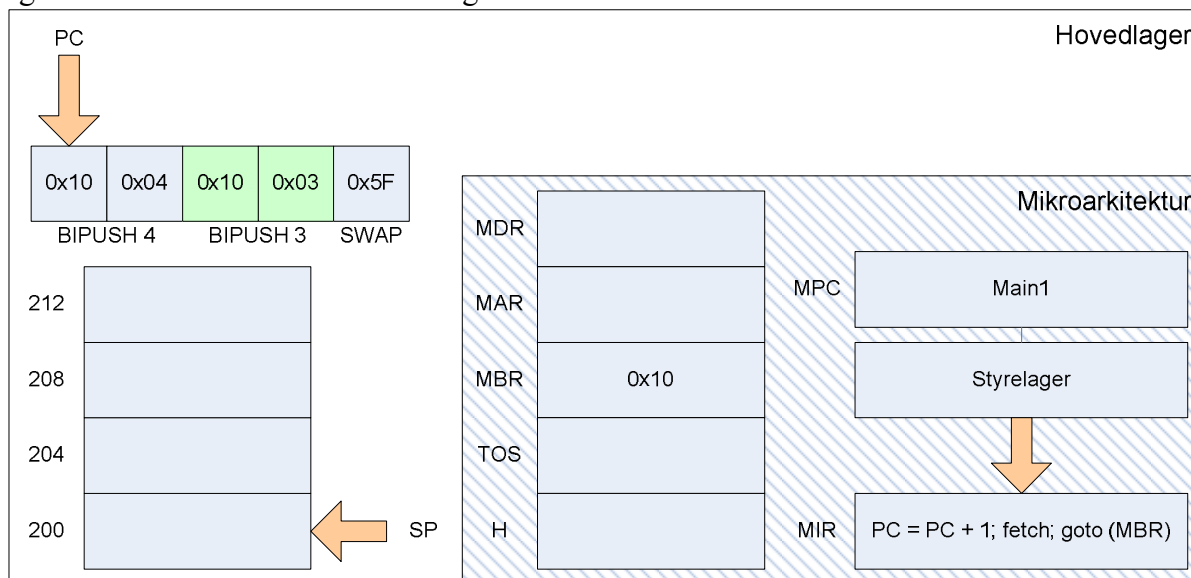 PC
Hovedlager
0x10 0x04 0x10 0x03 0x5F
BIPUSH 4 BIPUSH 3 SWAP
Mikroarkitektur
212
208
204
200
SP
MDR
MAR
MBR 0x10
TOS
H
MPC Main1
Styrelager
MIR PC = PC + 1; fetch; goto (MBR)